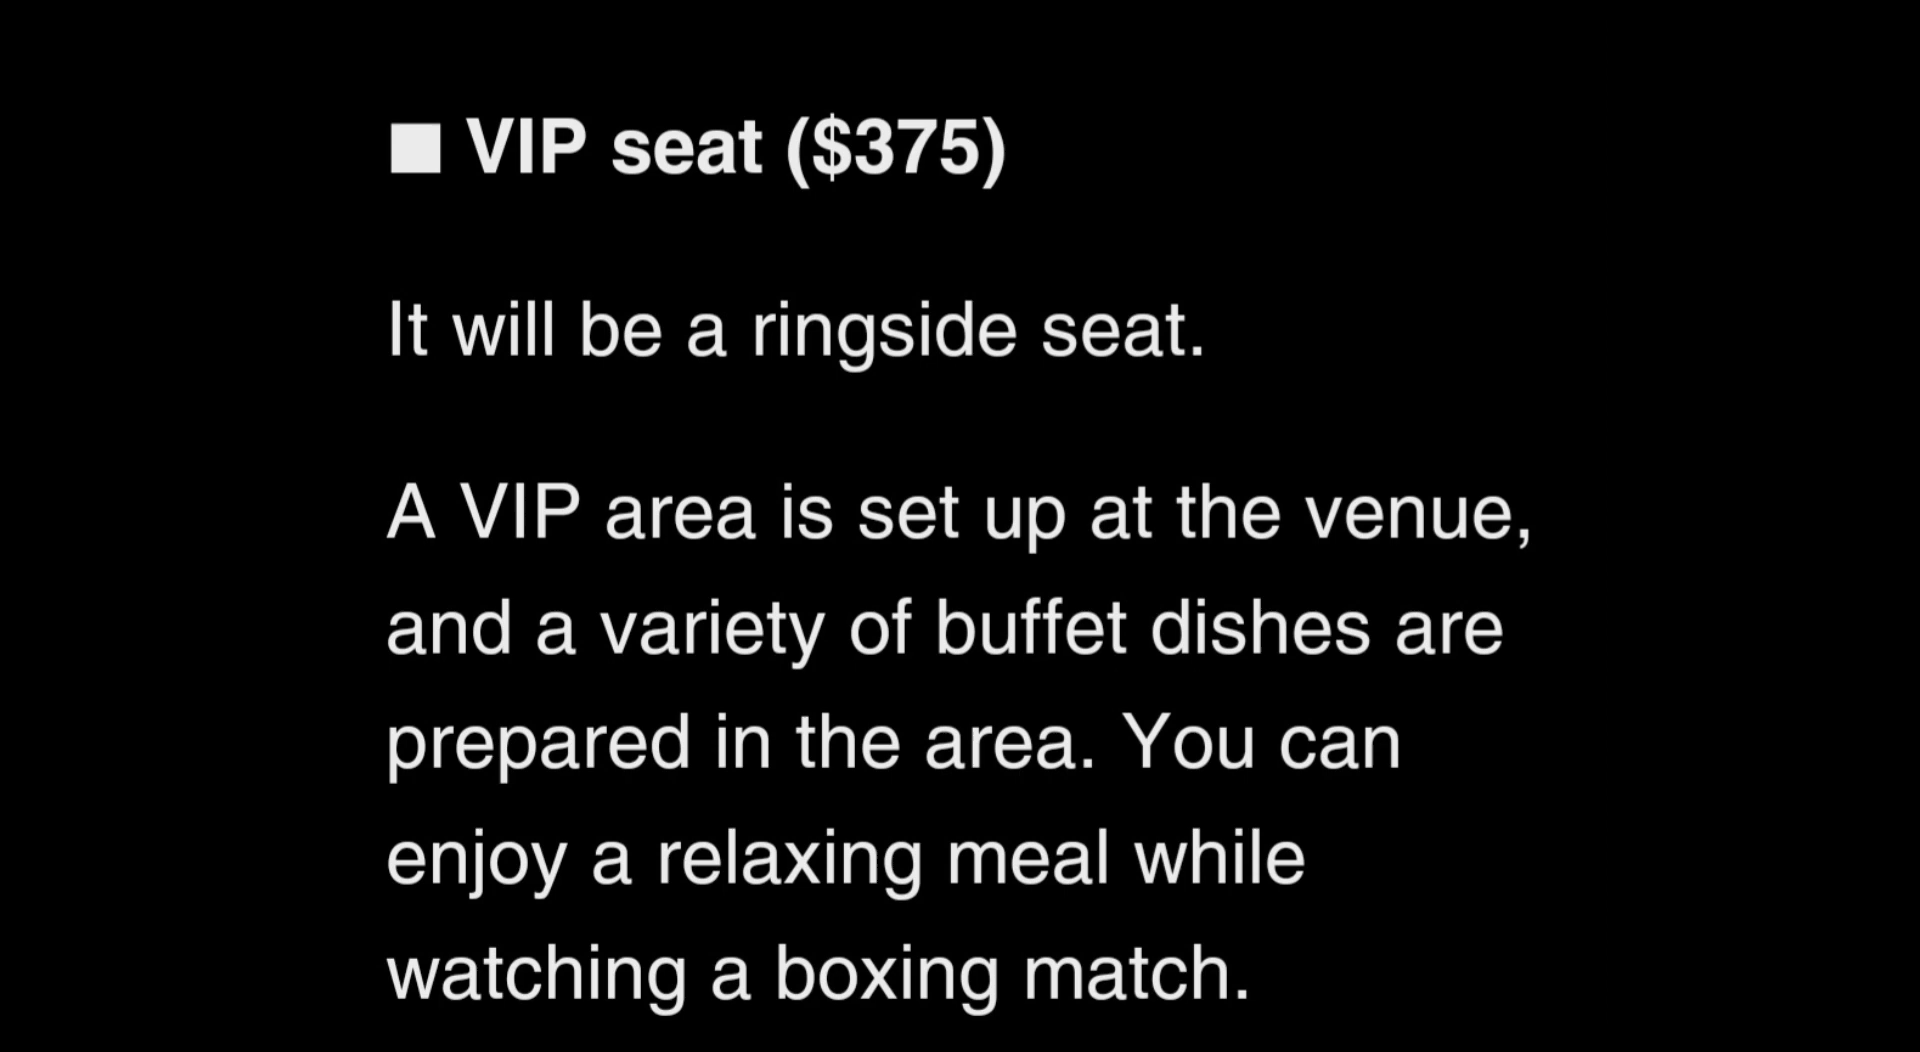 ■ VIP seat ($375)
It will be a ringside seat.
A VIP area is set up at the venue,
and a variety of buffet dishes are
prepared in the area. You can
enjoy a relaxing meal while
watching a boxing match.